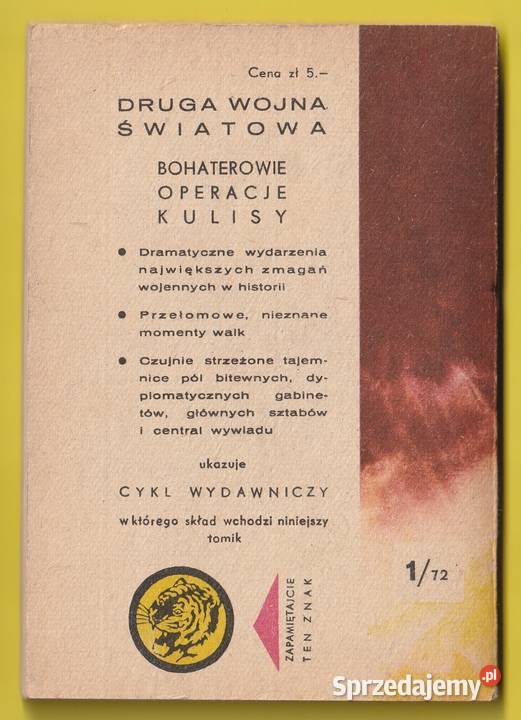 Sprzedajemy.pl
Cena zł 5.—
DRUGA WOJNA
ŚWIATOWA
BOHATEROWIE
OPERACJE
KULISY
● Dramatyczne wydarzenia
największych zmagań
wojennych w historii
● Przełomowe, nieznane
momenty walk
● Czujnie strzeżone tajem-
nice pól bitewnych, dy-
plomatycznych gabine-
tów, głównych sztabów
i central wywiadu
ukazuje
CYKL WYDAWNICZY
w którego skład wchodzi niniejszy
tomik
1/72
ZAPAMIĘTAJCIE
TEN ZNAK
Sprzedajemy.pl